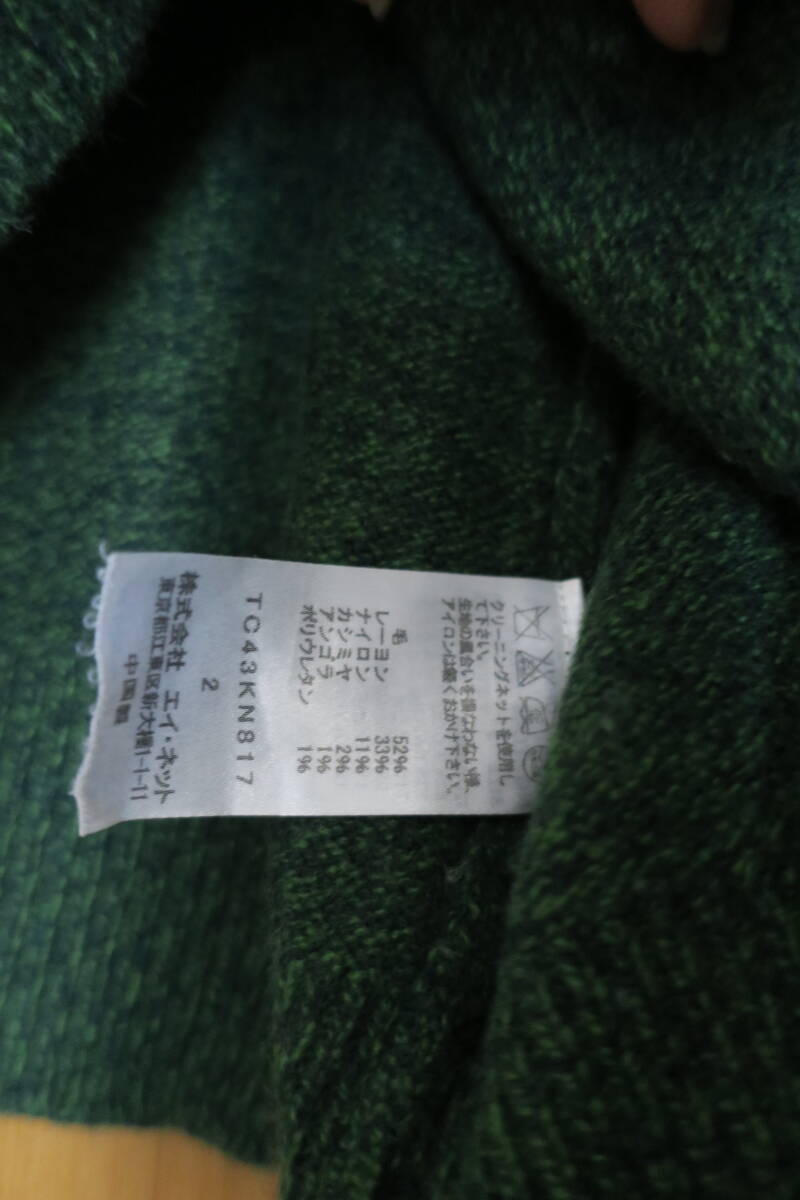 クリーニングネットを使用し
て下さい。
生地の風合いを損なわない様、
アイロンは軽くおかけ下さい。
毛 52%
レーヨン 33%
ナイロン 11%
カシミヤ 2%
アンゴラ 1%
ポリウレタン 1%
TC43KN817
2
株式会社 エイ・ネット
東京都江東区新大橋1-1-11
中国製